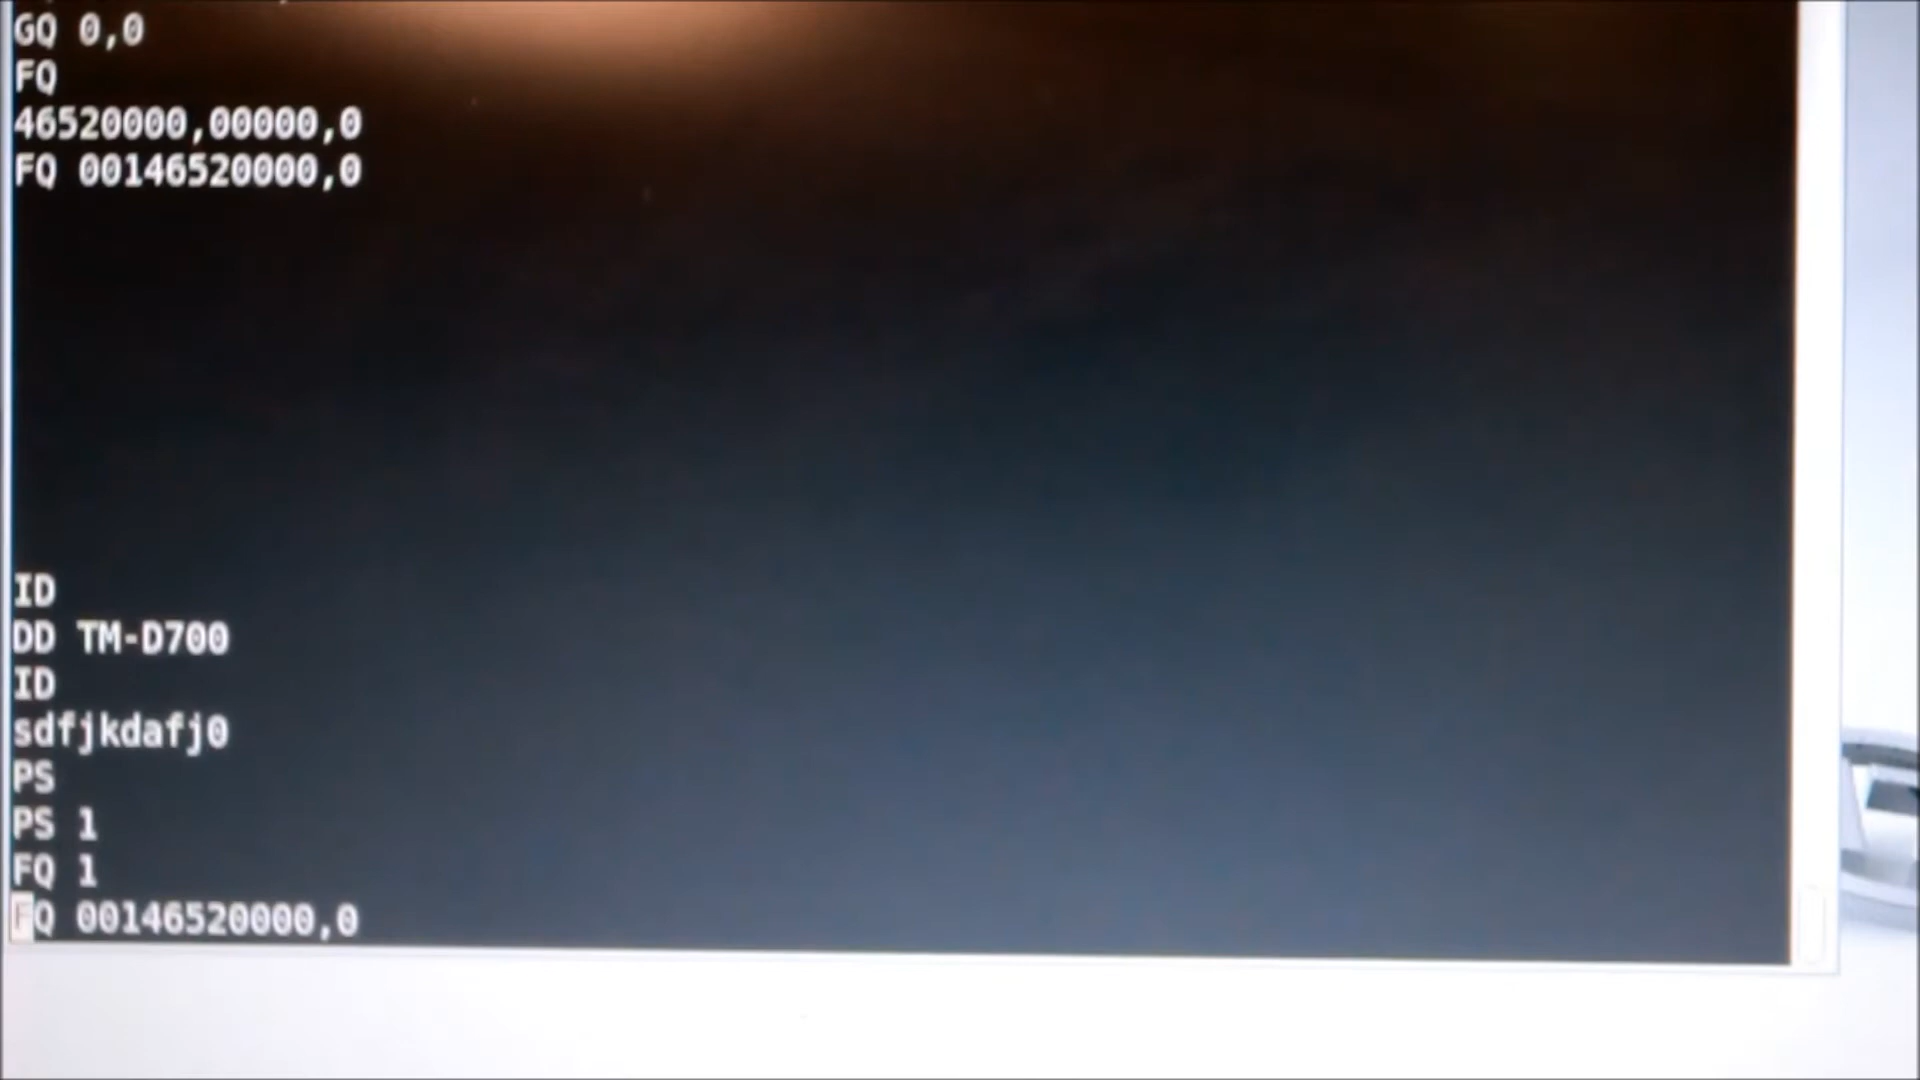 GQ 0,0
FQ
46520000,00000,0
FQ 00146520000,0
ID
DD TM-D700
ID
sdfjkdafj0
PS
PS 1
FQ 1
FQ 00146520000,0